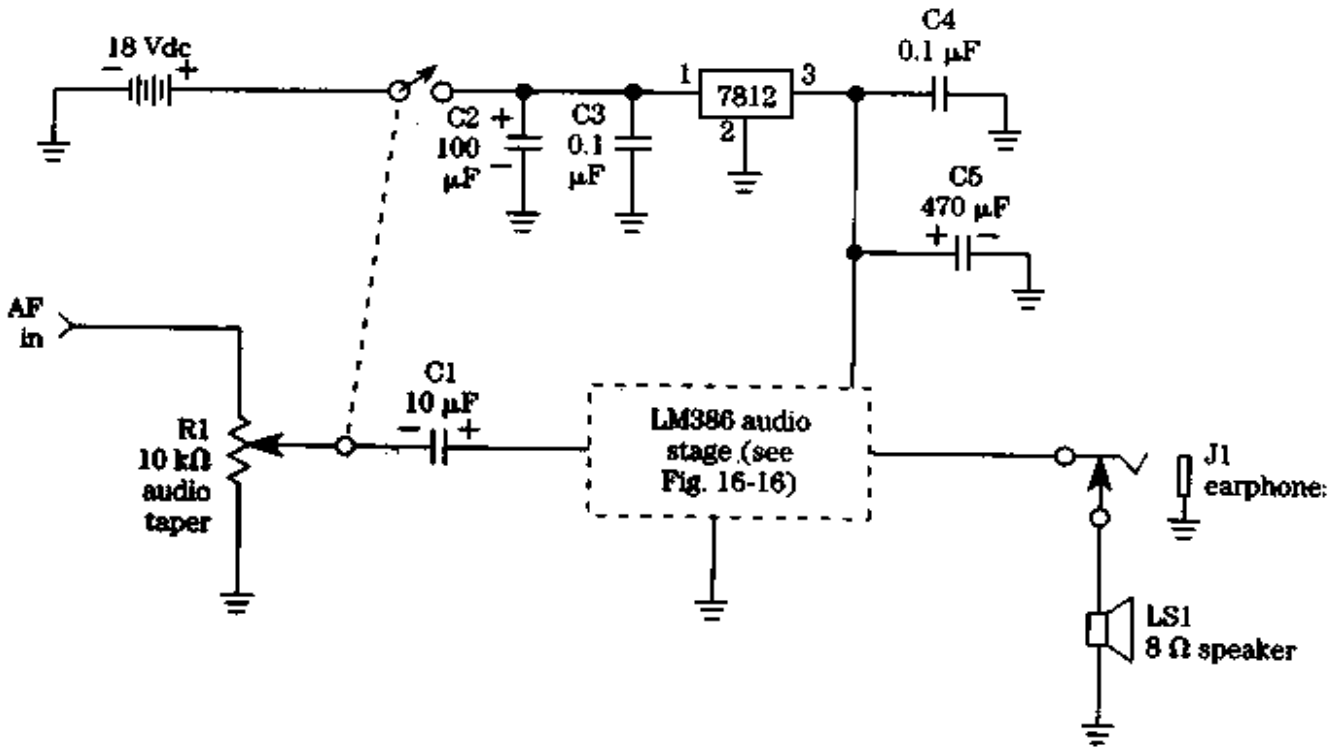 18 Vdc
− +
C2 +
100
μF −
C3
0.1
μF
1
7812
3
2
C4
0.1 μF
C5
470 μF
+ −
AF
in
R1
10 kΩ
audio
taper
C1
10 μF
− +
LM386 audio
stage (see
Fig. 16-16)
J1
earphone:
LS1
8 Ω speaker